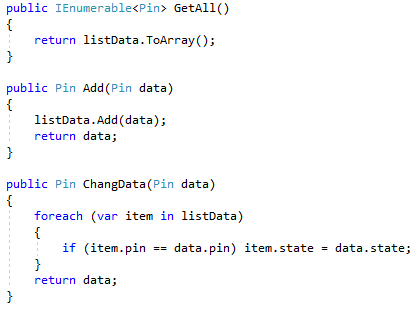 public IEnumerable<Pin> GetAll()
{
    return listData.ToArray();
}

public Pin Add(Pin data)
{
    listData.Add(data);
    return data;
}

public Pin ChangData(Pin data)
{
    foreach (var item in listData)
    {
        if (item.pin == data.pin) item.state = data.state;
    }
    return data;
}